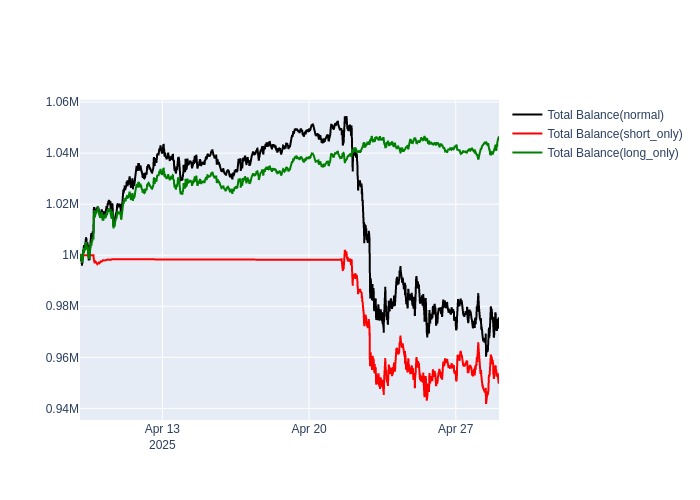 1.06M
1.04M
1.02M
1M
0.98M
0.96M
0.94M
Apr 13
2025
Apr 20
Apr 27
Total Balance(normal)
Total Balance(short_only)
Total Balance(long_only)